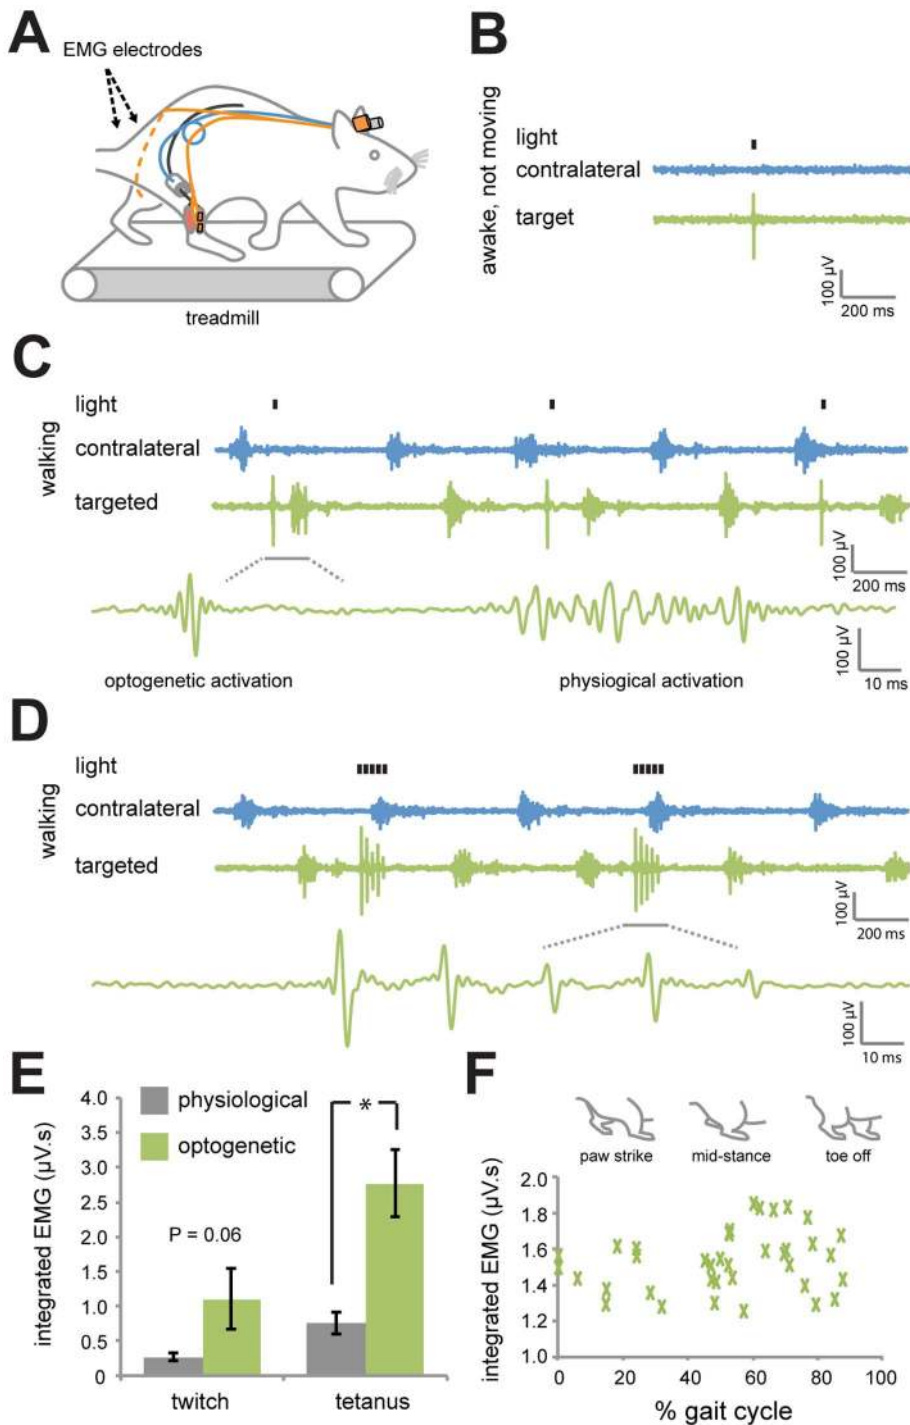 A
EMG electrodes
treadmill
B
awake, not moving
light
contralateral
target
100 µV
200 ms
C
walking
light
contralateral
targeted
100 µV
200 ms
100 µV
10 ms
optogenetic activation
physiogical activation
D
walking
light
contralateral
targeted
100 µV
200 ms
100 µV
10 ms
E
integrated EMG (µV.s)
4.0
3.5
3.0
2.5
2.0
1.5
1.0
0.5
0
physiological
optogenetic
P = 0.06
*
twitch
tetanus
F
paw strike
mid-stance
toe off
integrated EMG (µV.s)
2.0
1.8
1.6
1.4
1.2
1.0
0 20 40 60 80 100
% gait cycle